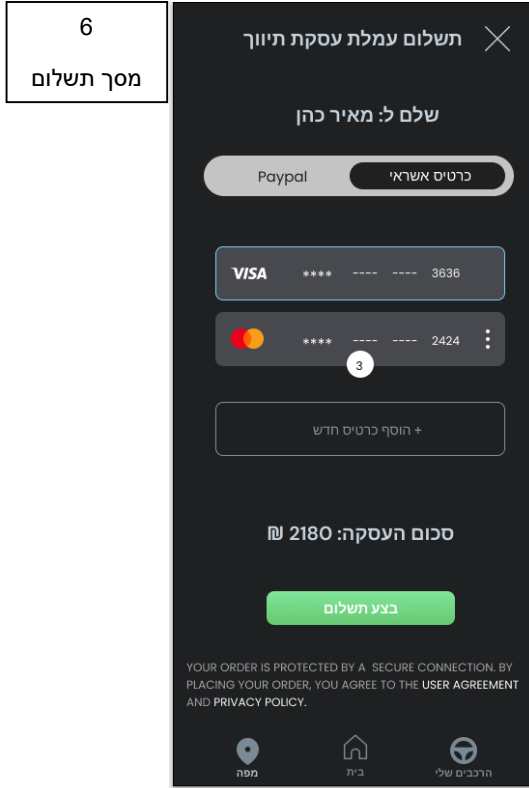 6
מסך תשלום
תשלום עמלת עסקת תיווך
שלם ל: מאיר כהן
כרטיס אשראי
Paypal
VISA **** ---- ---- 3636
**** ---- ---- 2424
3
+ הוסף כרטיס חדש
סכום העסקה: 2180 ₪
בצע תשלום
YOUR ORDER IS PROTECTED BY A SECURE CONNECTION. BY
PLACING YOUR ORDER, YOU AGREE TO THE USER AGREEMENT
AND PRIVACY POLICY.
הרכבים שלי
בית
מפה